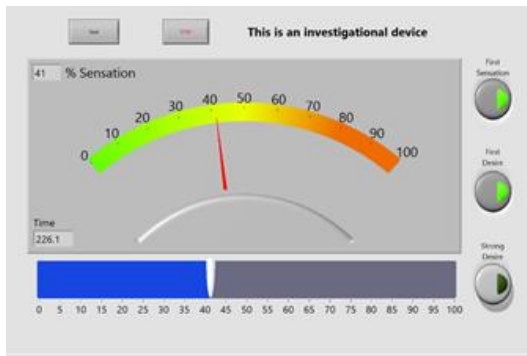 This is an investigational device
41 % Sensation
0 10 20 30 40 50 60 70 80 90 100
Time
226.1
First
Sensation
First
Desire
Strong
Desire
0 5 10 15 20 25 30 35 40 45 50 55 60 65 70 75 80 85 90 95 100